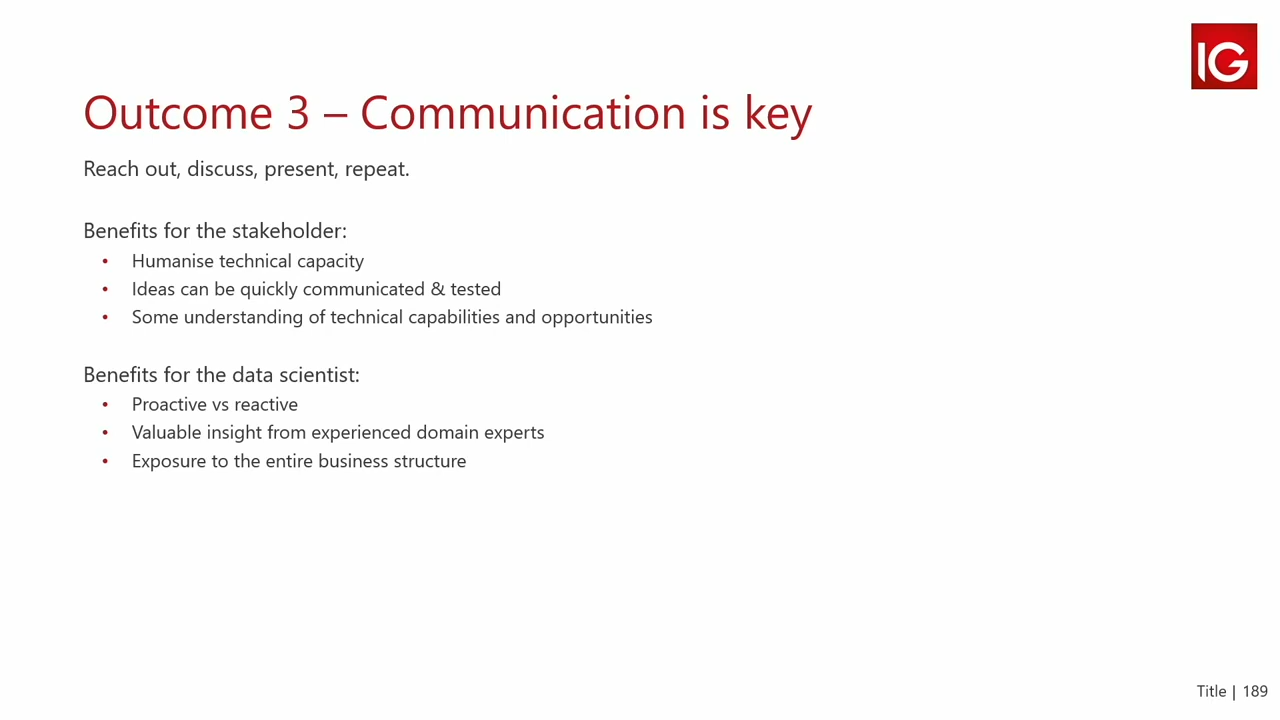 IG
Outcome 3 – Communication is key
Reach out, discuss, present, repeat.
Benefits for the stakeholder:
• Humanise technical capacity
• Ideas can be quickly communicated & tested
• Some understanding of technical capabilities and opportunities
Benefits for the data scientist:
• Proactive vs reactive
• Valuable insight from experienced domain experts
• Exposure to the entire business structure
Title | 189